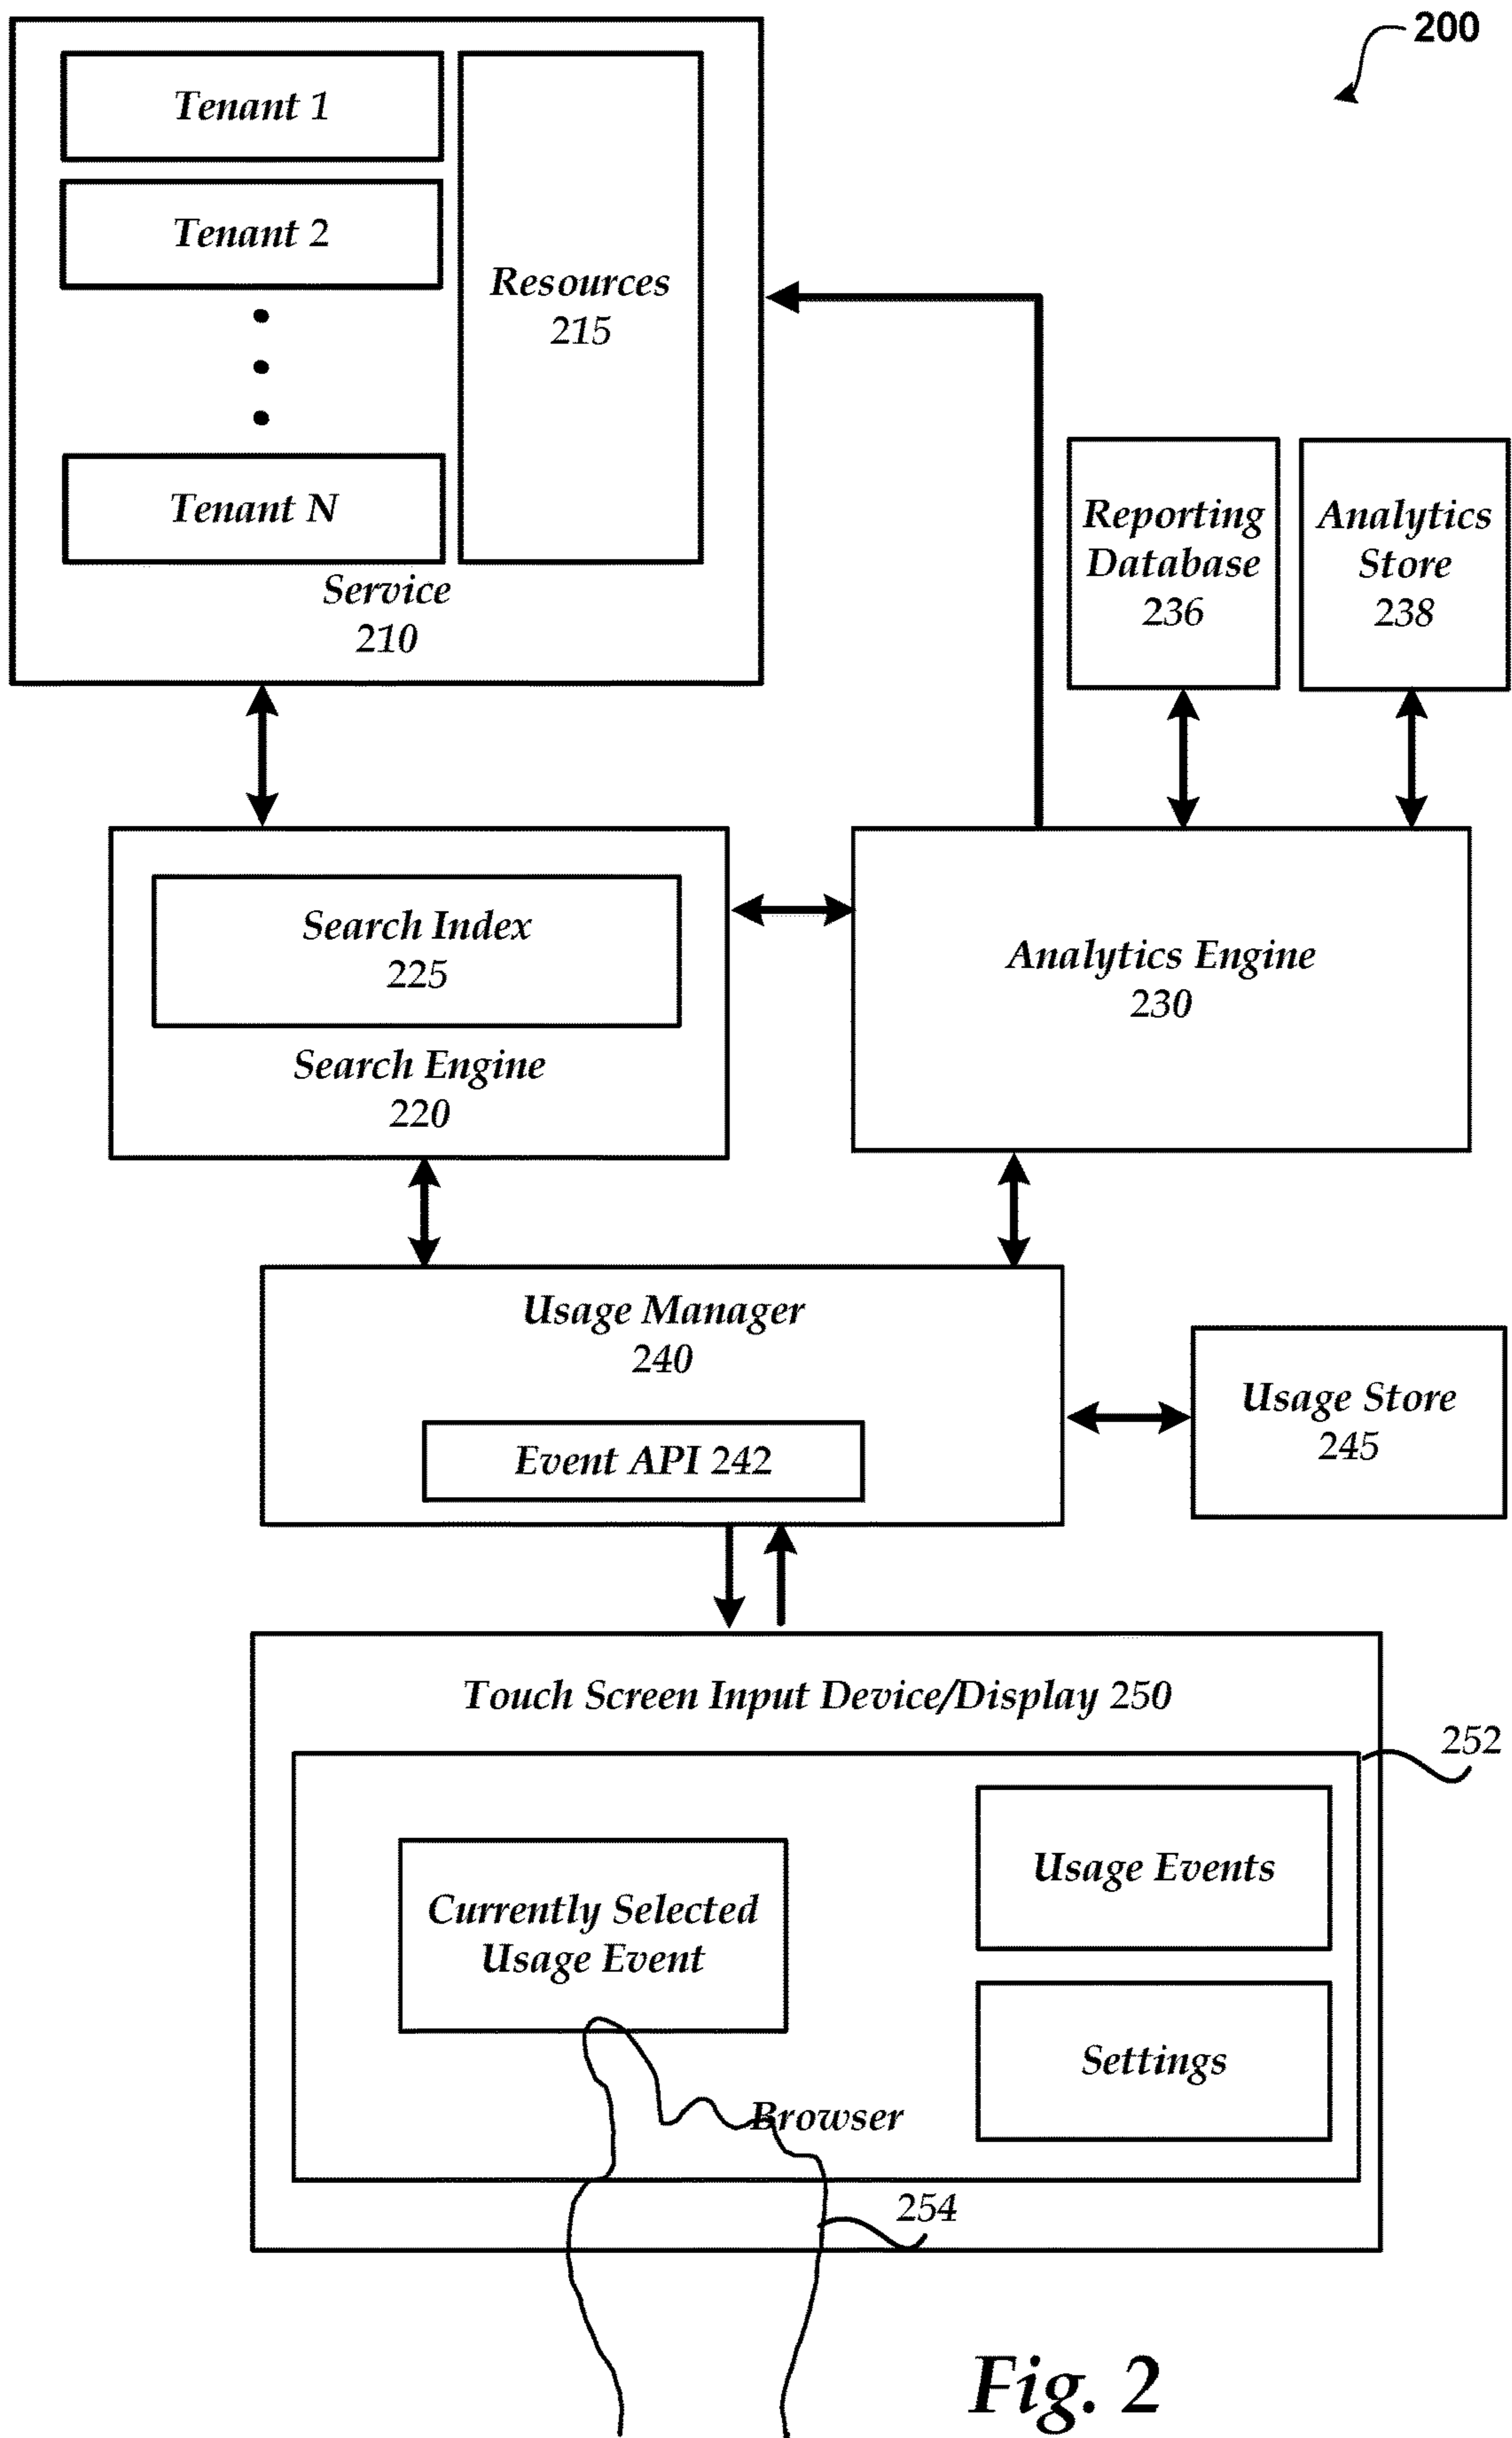 200
Tenant 1
Tenant 2
Tenant N
Resources
215
Service
210
Reporting
Database
236
Analytics
Store
238
Search Index
225
Search Engine
220
Analytics Engine
230
Usage Manager
240
Event API 242
Usage Store
245
Touch Screen Input Device/Display 250
252
Currently Selected
Usage Event
Usage Events
Settings
Browser
254
Fig. 2